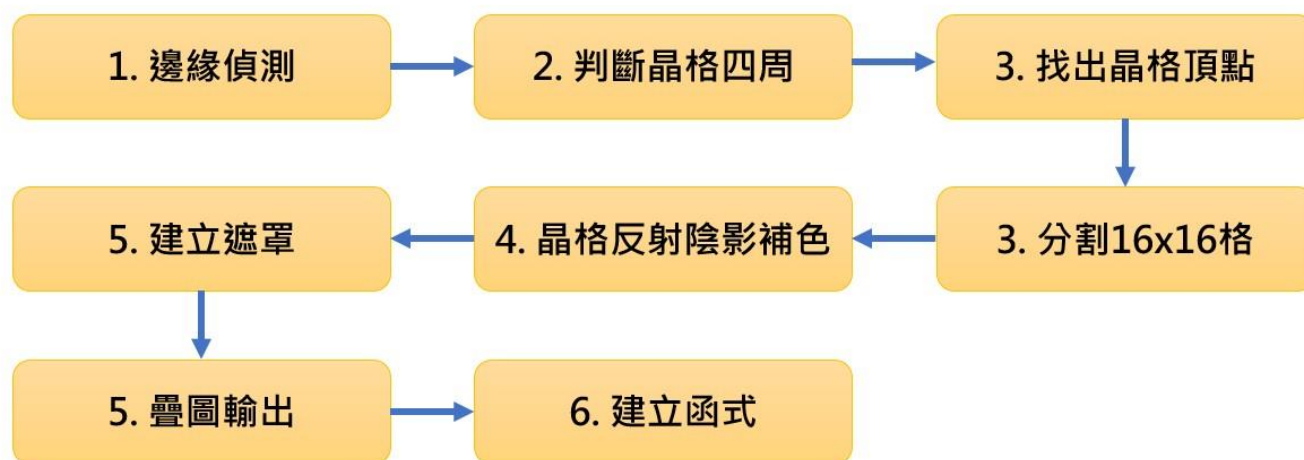 1. 邊緣偵測
2. 判斷晶格四周
3. 找出晶格頂點
3. 分割16x16格
4. 晶格反射陰影補色
5. 建立遮罩
5. 疊圖輸出
6. 建立函式